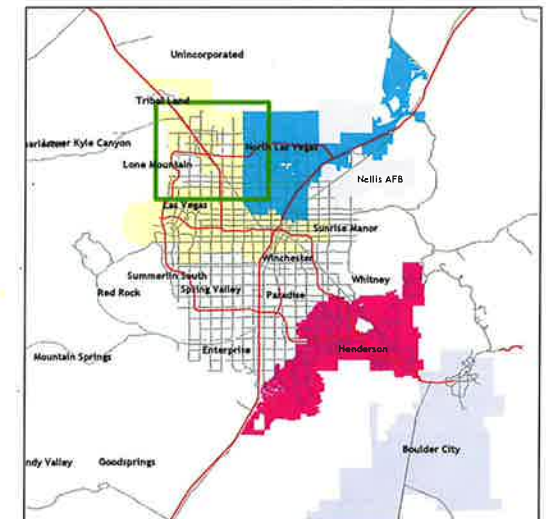 Unincorporated
Tribal Land
Kyle Canyon
North Las Vegas
Lone Mountain
Nellis AFB
Las Vegas
Sunrise Manor
Winchester
Summerlin South
Whitney
Red Rock
Spring Valley
Paradise
Enterprise
Henderson
Mountain Springs
Boulder City
ndy Valley
Goodsprings